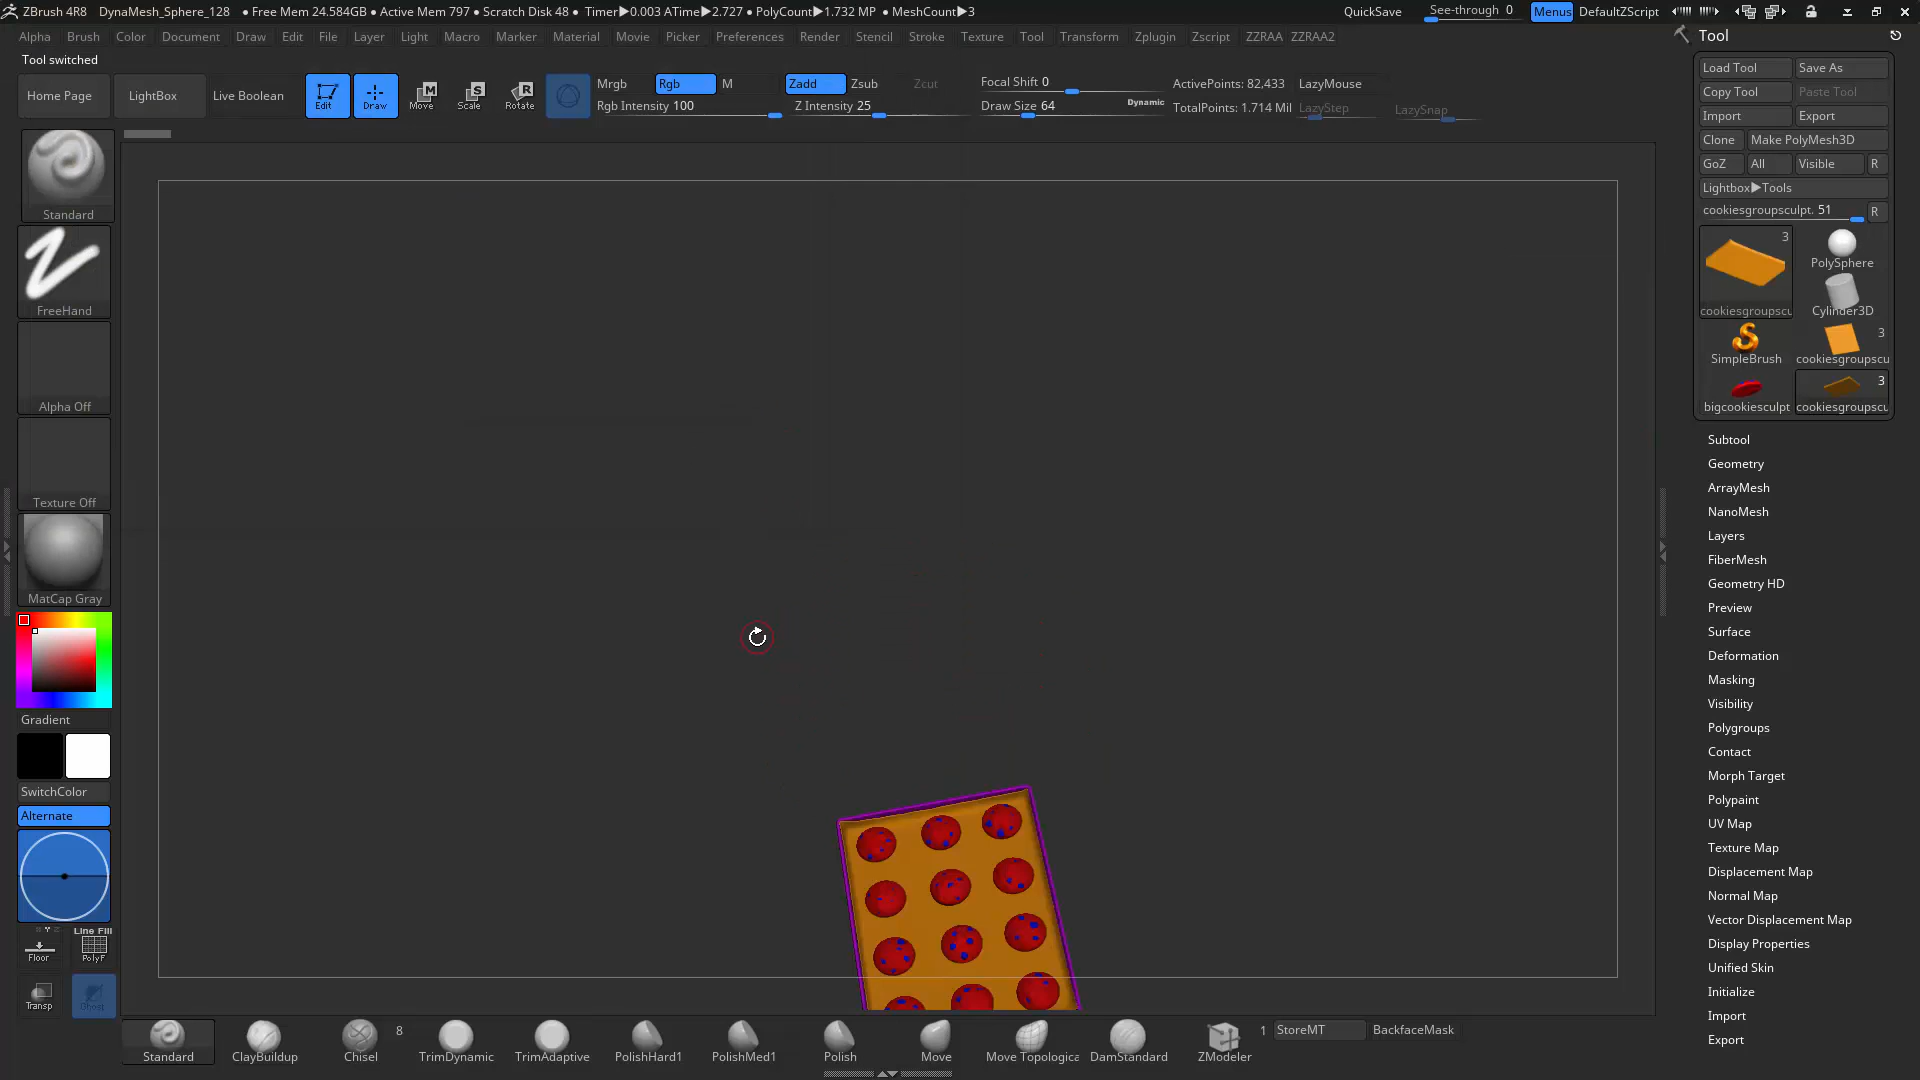 ZBrush 4R8 DynaMesh_Sphere_128 ● Free Mem 24.584GB ● Active Mem 797 ● Scratch Disk 48 ● Timer▶0.003 ATime▶2.727 ● PolyCount▶1.732 MP ● MeshCount▶3 QuickSave See-through 0 Menus DefaultZScript
Alpha Brush Color Document Draw Edit File Layer Light Macro Marker Material Movie Picker Preferences Render Stencil Stroke Texture Tool Transform Zplugin Zscript ZZRAA ZZRAA2
Tool
Tool switched
Home Page LightBox Live Boolean Edit Draw Move Scale Rotate
M S R
Mrgb Rgb M Zadd Zsub Zcut Focal Shift 0 ActivePoints: 82,433 LazyMouse
Rgb Intensity 100 Z Intensity 25 Draw Size 64 Dynamic TotalPoints: 1.714 Mil LazyStep LazySnap
Standard
FreeHand
Alpha Off
Texture Off
MatCap Gray
Gradient
SwitchColor
Alternate
Line Fill
Floor PolyF
Transp Ghost
Standard ClayBuildup Chisel 8 TrimDynamic TrimAdaptive PolishHard1 PolishMed1 Polish Move Move Topologica DamStandard ZModeler 1 StoreMT BackfaceMask
Load Tool Save As
Copy Tool Paste Tool
Import Export
Clone Make PolyMesh3D
GoZ All Visible R
Lightbox▶Tools
cookiesgroupsculpt. 51 R
3
PolySphere
cookiesgroupscu Cylinder3D
3
SimpleBrush cookiesgroupscu
3
bigcookiesculpt cookiesgroupscu
Subtool
Geometry
ArrayMesh
NanoMesh
Layers
FiberMesh
Geometry HD
Preview
Surface
Deformation
Masking
Visibility
Polygroups
Contact
Morph Target
Polypaint
UV Map
Texture Map
Displacement Map
Normal Map
Vector Displacement Map
Display Properties
Unified Skin
Initialize
Import
Export